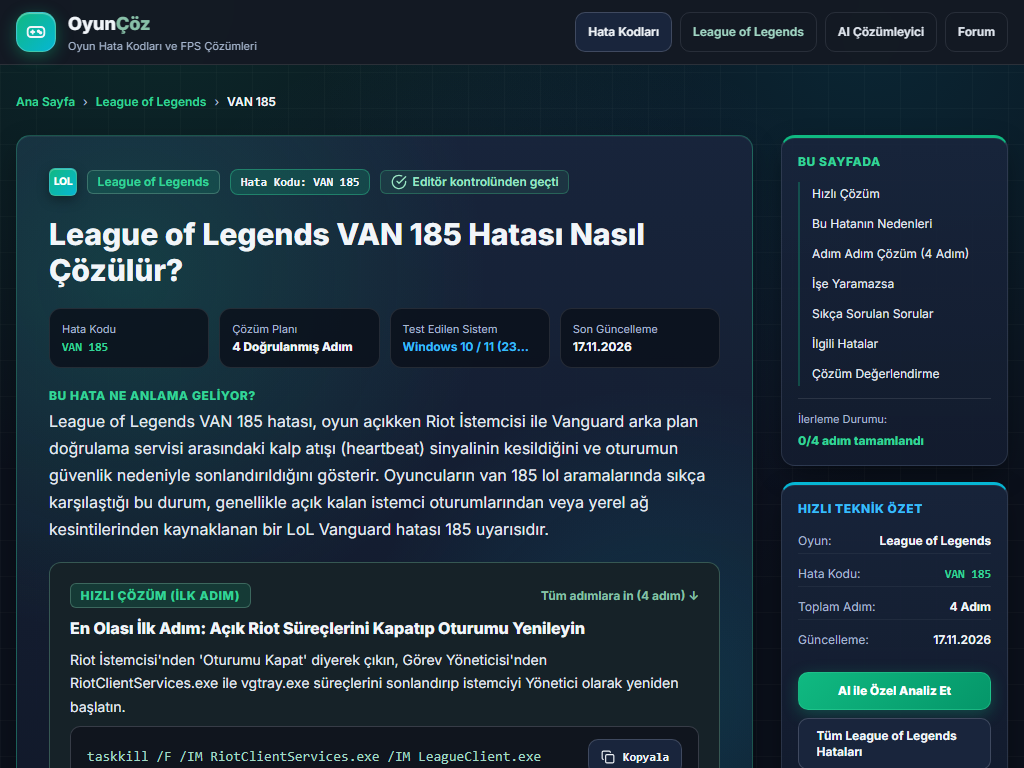 OyunÇöz
Oyun Hata Kodları ve FPS Çözümleri
Hata Kodları
League of Legends
AI Çözümleyici
Forum
Ana Sayfa › League of Legends › VAN 185
LOL
League of Legends
Hata Kodu: VAN 185
Editör kontrolünden geçti
League of Legends VAN 185 Hatası Nasıl
Çözülür?
Hata Kodu
VAN 185
Çözüm Planı
4 Doğrulanmış Adım
Test Edilen Sistem
Windows 10 / 11 (23...
Son Güncelleme
17.11.2026
BU HATA NE ANLAMA GELİYOR?
League of Legends VAN 185 hatası, oyun açıkken Riot İstemcisi ile Vanguard arka plan
doğrulama servisi arasındaki kalp atışı (heartbeat) sinyalinin kesildiğini ve oturumun
güvenlik nedeniyle sonlandırıldığını gösterir. Oyuncuların van 185 lol aramalarında sıkça
karşılaştığı bu durum, genellikle açık kalan istemci oturumlarından veya yerel ağ
kesintilerinden kaynaklanan bir LoL Vanguard hatası 185 uyarısıdır.
HIZLI ÇÖZÜM (İLK ADIM)
Tüm adımlara in (4 adım) ↓
En Olası İlk Adım: Açık Riot Süreçlerini Kapatıp Oturumu Yenileyin
Riot İstemcisi'nden 'Oturumu Kapat' diyerek çıkın, Görev Yöneticisi'nden
RiotClientServices.exe ile vgtray.exe süreçlerini sonlandırıp istemciyi Yönetici olarak yeniden
başlatın.
taskkill /F /IM RiotClientServices.exe /IM LeagueClient.exe
Kopyala
BU SAYFADA
Hızlı Çözüm
Bu Hatanın Nedenleri
Adım Adım Çözüm (4 Adım)
İşe Yaramazsa
Sıkça Sorulan Sorular
İlgili Hatalar
Çözüm Değerlendirme
İlerleme Durumu:
0/4 adım tamamlandı
HIZLI TEKNİK ÖZET
Oyun: League of Legends
Hata Kodu: VAN 185
Toplam Adım: 4 Adım
Güncelleme: 17.11.2026
AI ile Özel Analiz Et
Tüm League of Legends
Hataları